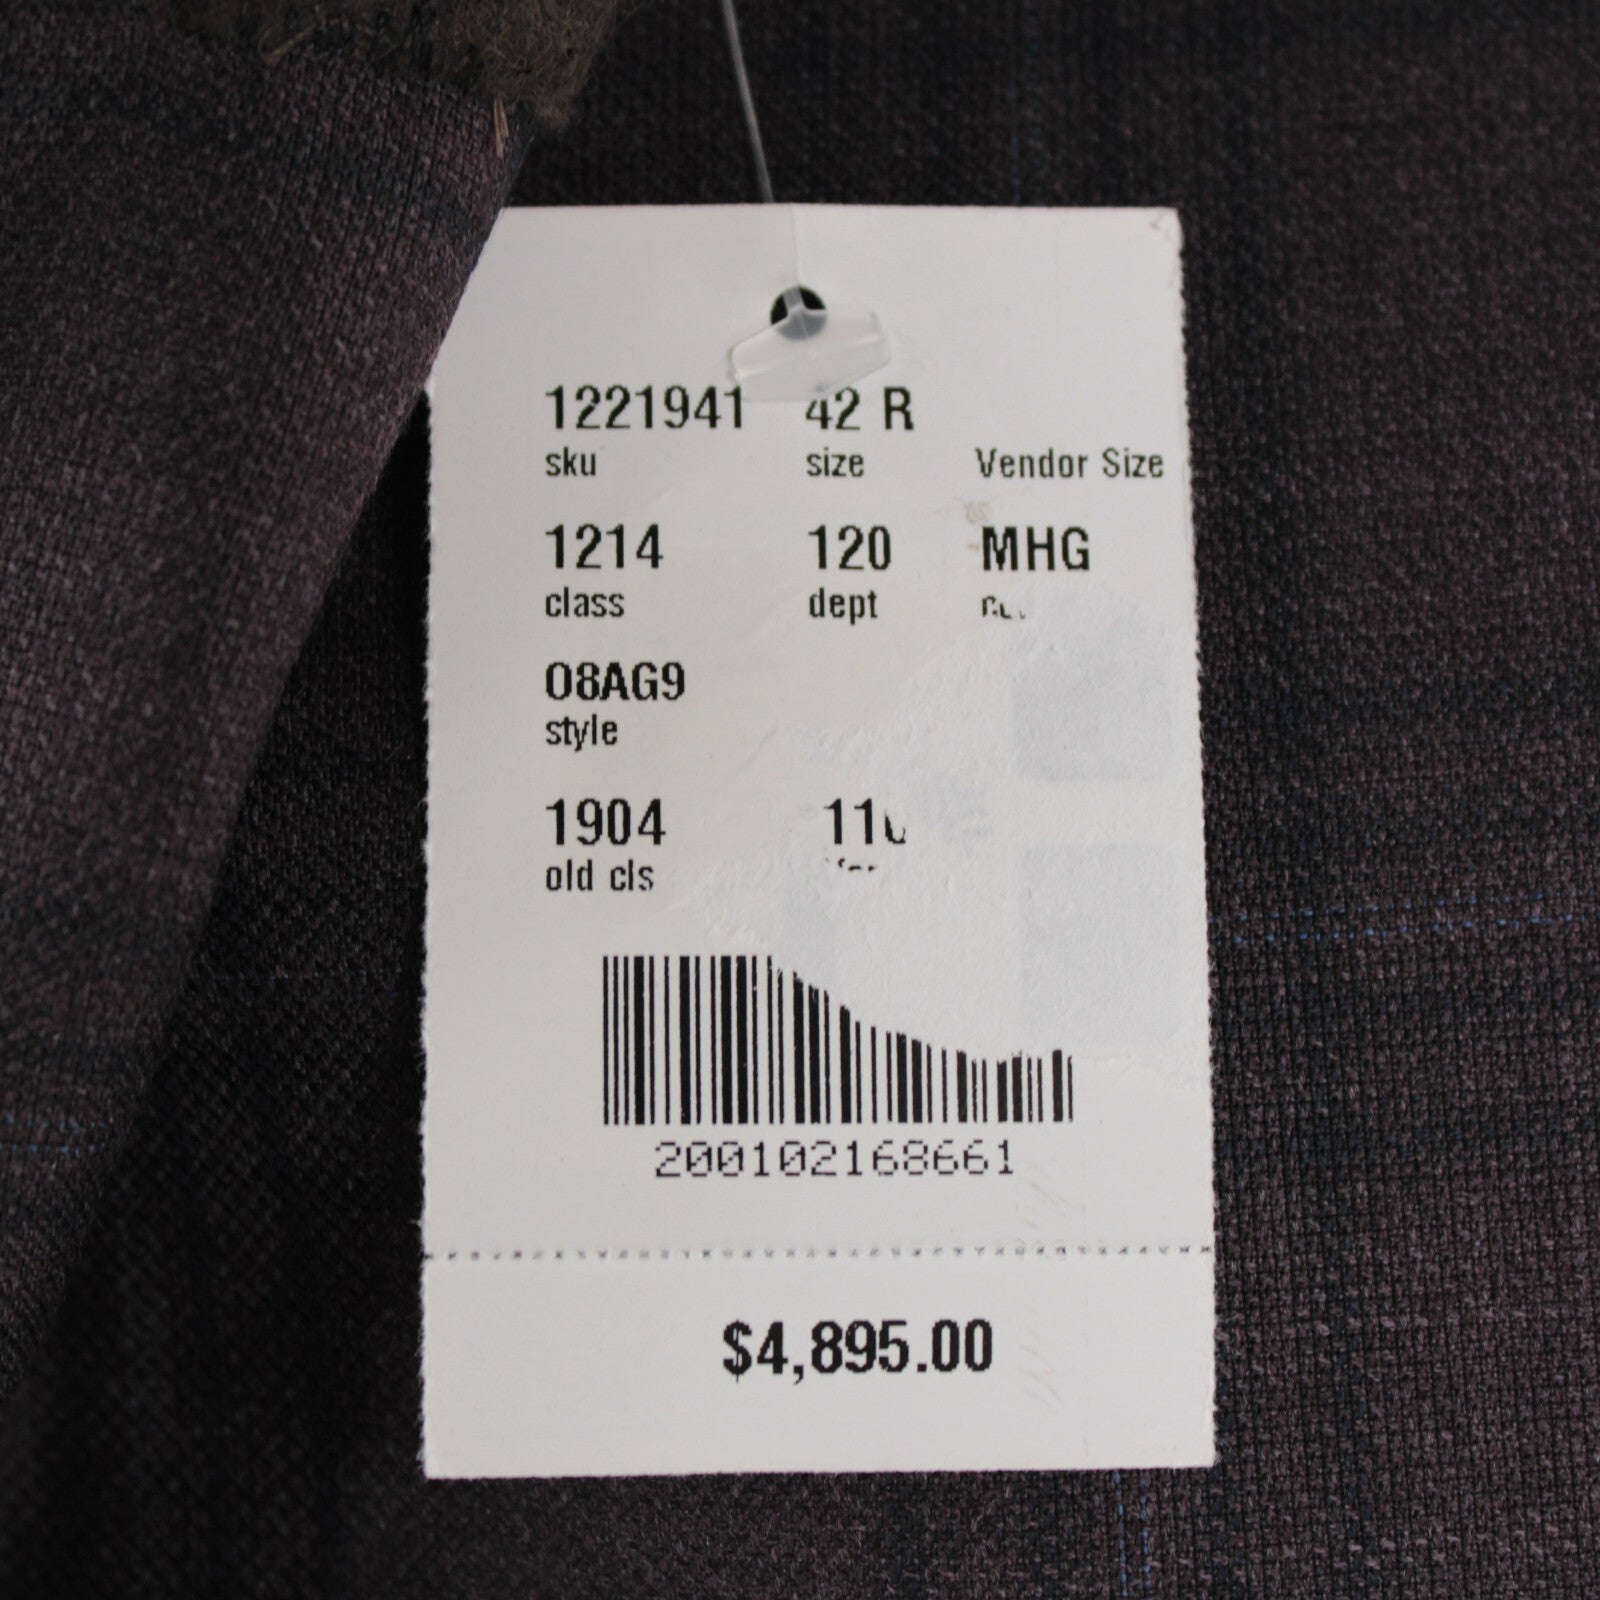 1221941 42 R
sku size Vendor Size
1214 120 MHG
class dept
08AG9
style
1904
old cls
200102168661
$4,895.00